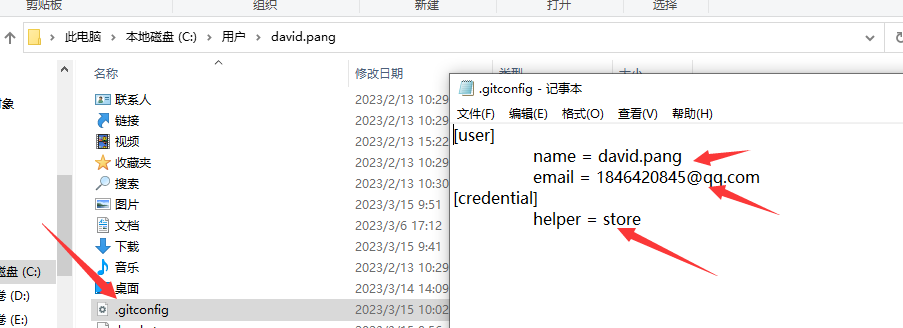 剪贴板 组织 新建 打开 选择
此电脑 本地磁盘 (C:) 用户 david.pang
名称 修改日期 类型 大小
对象
联系人 2023/2/13 10:29
链接 2023/2/13 10:29
视频 2023/2/13 15:22
收藏夹 2023/2/13 10:29
搜索 2023/2/13 10:30
图片 2023/3/15 9:51
文档 2023/3/6 17:12
下载 2023/3/15 9:41
音乐 2023/2/13 10:29
磁盘 (C:) 桌面 2023/3/14 14:09
卷 (D:) .gitconfig 2023/3/15 10:02
卷 (E:)
.gitconfig - 记事本
文件(F) 编辑(E) 格式(O) 查看(V) 帮助(H)
[user]
name = david.pang
email = 1846420845@qq.com
[credential]
helper = store